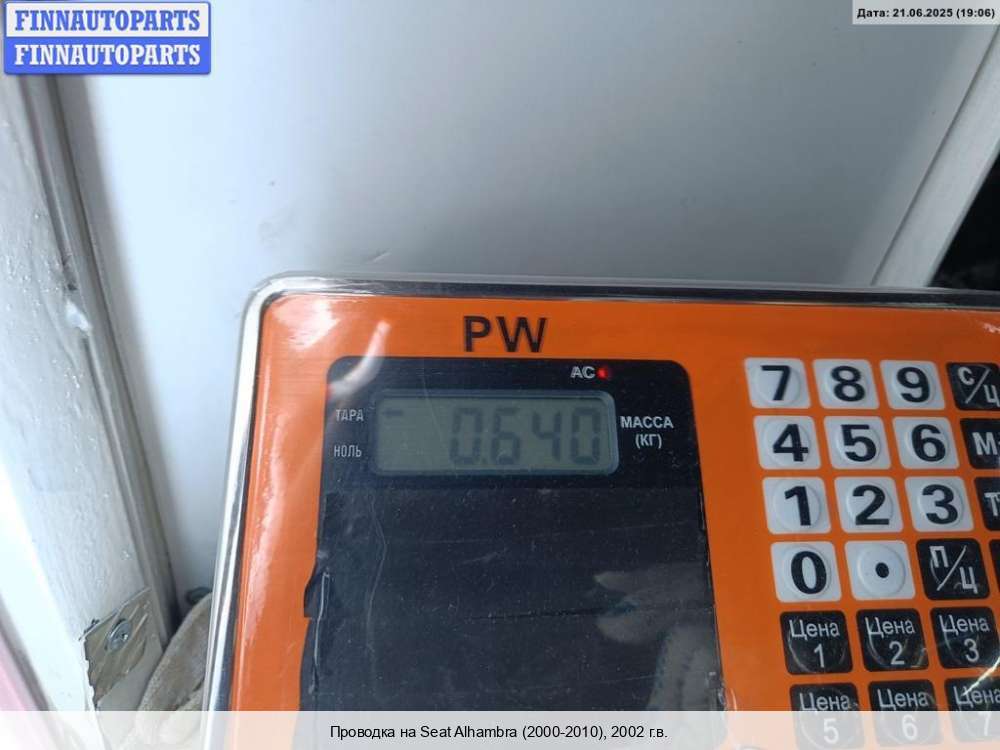 FINNAUTOPARTS
FINNAUTOPARTS
Дата: 21.06.2025 (19:06)
PW
AC
ТАРА
НОЛЬ
0.640
МАССА
(КГ)
7 8 9 С/Ц
4 5 6 М
1 2 3 Т
0 . П/Ц
Цена 1 Цена 2 Цена 3
Цена 5 Цена 6 Цена 7
Проводка на Seat Alhambra (2000-2010), 2002 г.в.